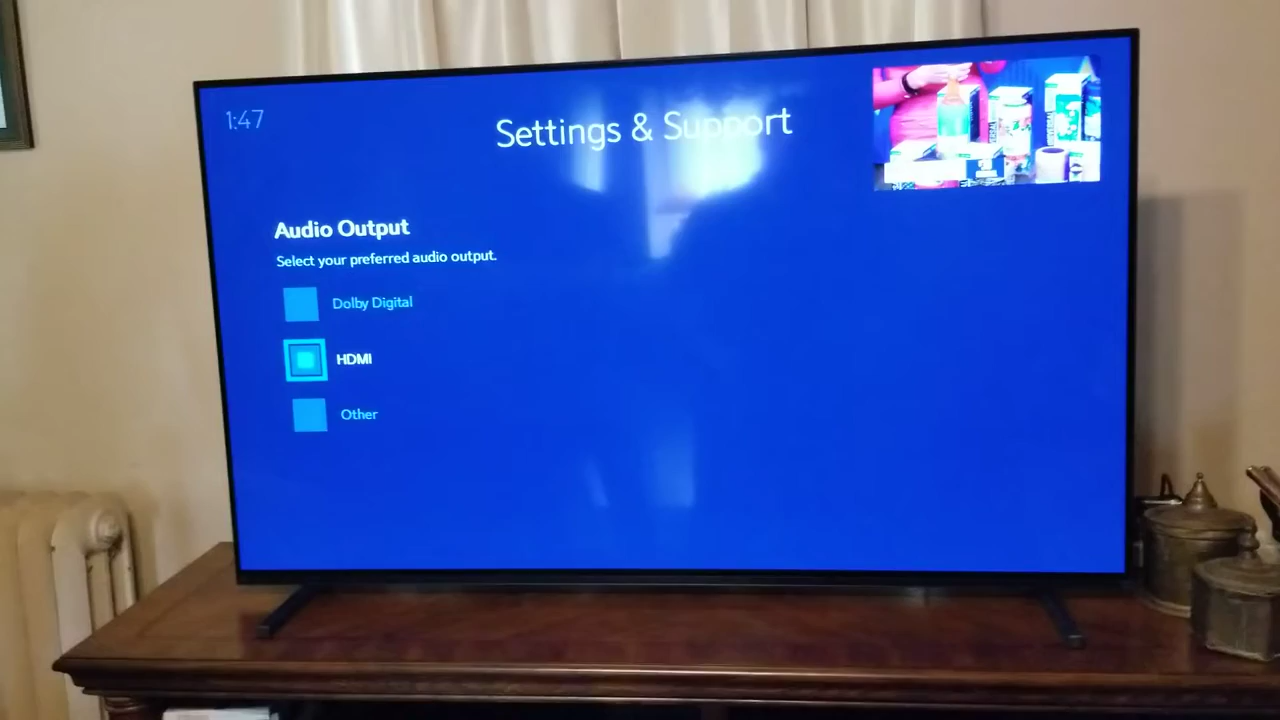 1:47
Settings & Support
Audio Output
Select your preferred audio output.
Dolby Digital
HDMI
Other